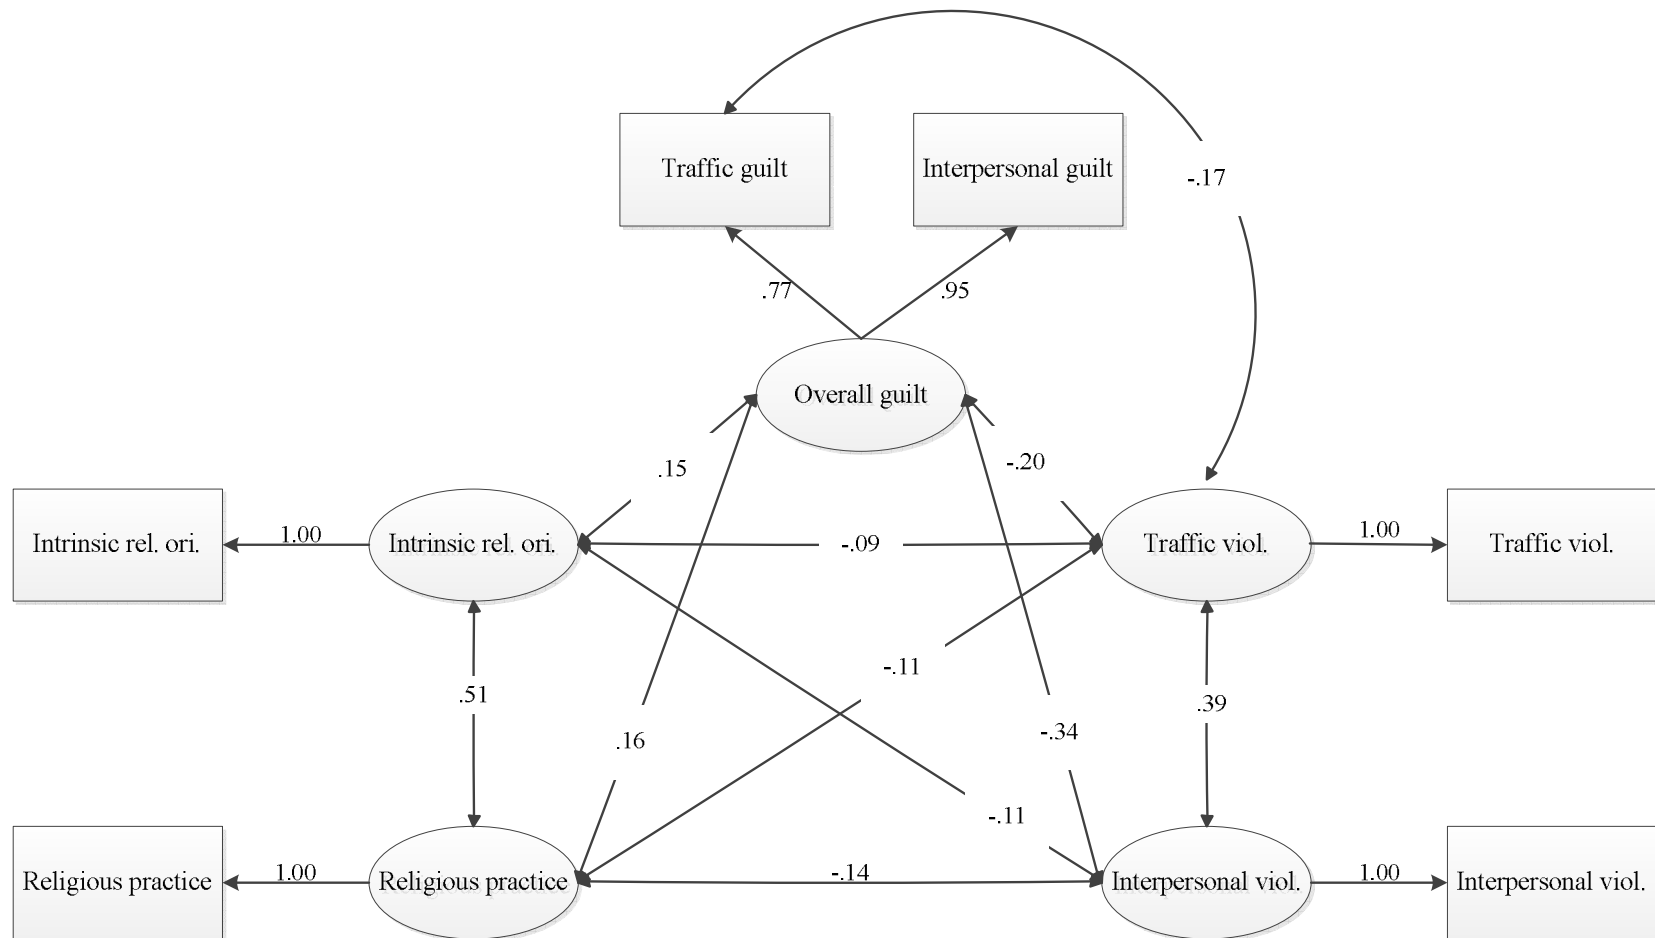 Traffic guilt
Interpersonal guilt
-.17
.77
.95
Overall guilt
.15
-.20
Intrinsic rel. ori.
1.00
Intrinsic rel. ori.
-.09
Traffic viol.
1.00
Traffic viol.
-.11
.51
.39
.16
-.34
-.11
Religious practice
1.00
Religious practice
-.14
Interpersonal viol.
1.00
Interpersonal viol.